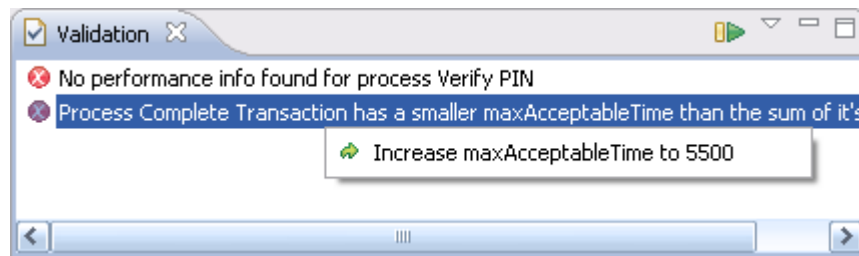 Validation
No performance info found for process Verify PIN
Process Complete Transaction has a smaller maxAcceptableTime than the sum of it's
Increase maxAcceptableTime to 5500